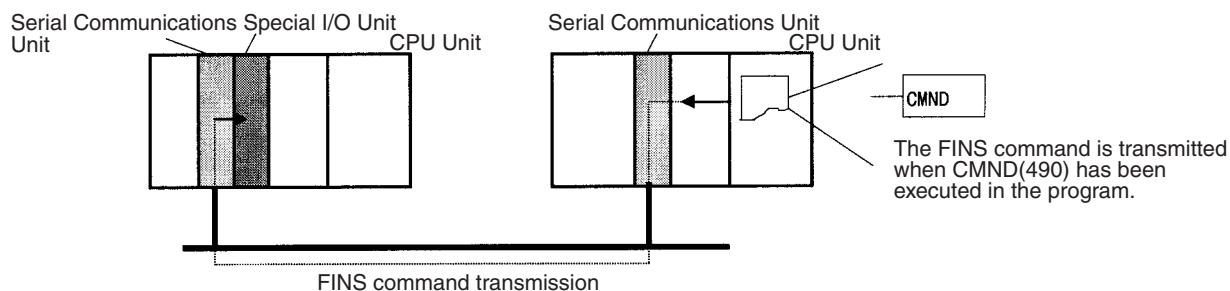 Serial Communications Special I/O Unit
Unit
CPU Unit
Serial Communications Unit
CPU Unit
CMND
The FINS command is transmitted
when CMND(490) has been
executed in the program.
FINS command transmission